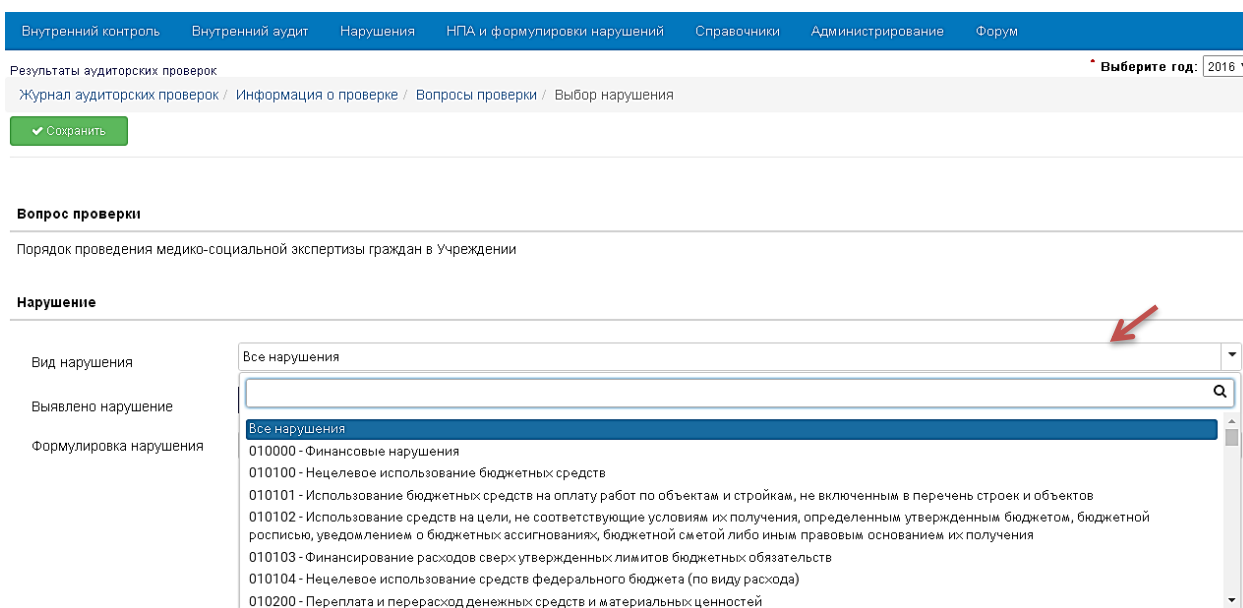 Внутренний контроль Внутренний аудит Нарушения НПА и формулировки нарушений Справочники Администрирование Форум
Результаты аудиторских проверок * Выберите год: 2016
Журнал аудиторских проверок / Информация о проверке / Вопросы проверки / Выбор нарушения
Сохранить
Вопрос проверки
Порядок проведения медико-социальной экспертизы граждан в Учреждении
Нарушение
Вид нарушения Все нарушения
Выявлено нарушение
Формулировка нарушения
Все нарушения
010000 - Финансовые нарушения
010100 - Нецелевое использование бюджетных средств
010101 - Использование бюджетных средств на оплату работ по объектам и стройкам, не включенным в перечень строек и объектов
010102 - Использование средств на цели, не соответствующие условиям их получения, определенным утвержденным бюджетом, бюджетной
росписью, уведомлением о бюджетных ассигнованиях, бюджетной сметой либо иным правовым основанием их получения
010103 - Финансирование расходов сверх утвержденных лимитов бюджетных обязательств
010104 - Нецелевое использование средств федерального бюджета (по виду расхода)
010200 - Переплата и перерасход денежных средств и материальных ценностей